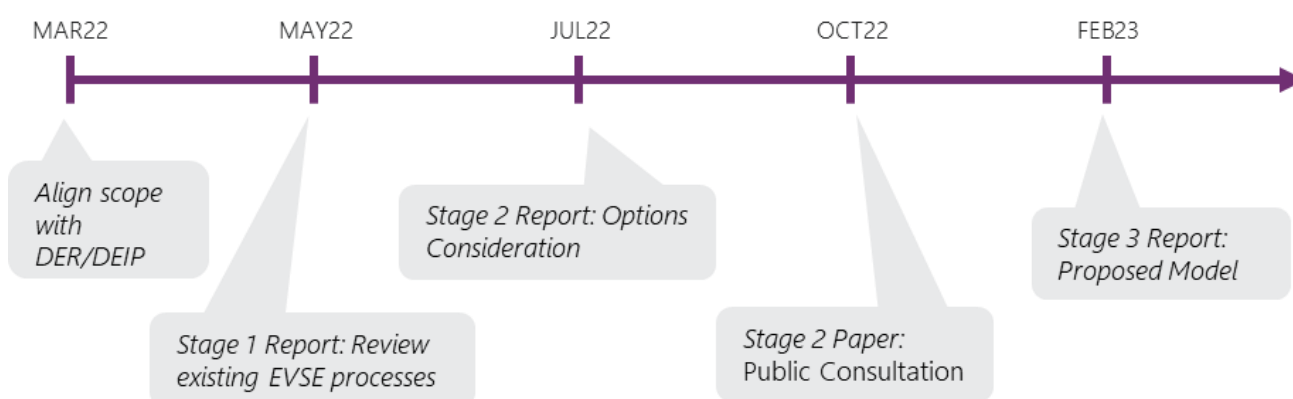 MAR22
MAY22
JUL22
OCT22
FEB23
Align scope
with
DER/DEIP
Stage 1 Report: Review
existing EVSE processes
Stage 2 Report: Options
Consideration
Stage 2 Paper:
Public Consultation
Stage 3 Report:
Proposed Model